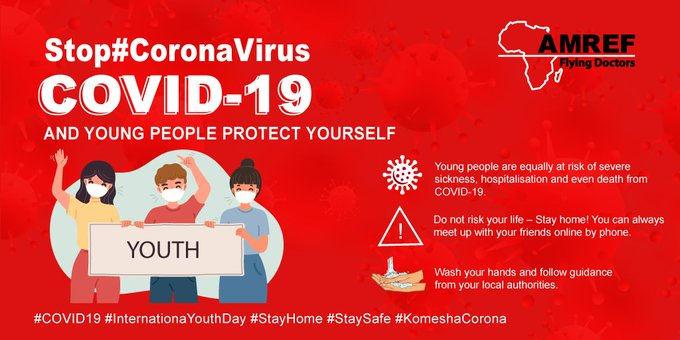 Stop#CoronaVirus
COVID-19
AND YOUNG PEOPLE PROTECT YOURSELF
AMREF
Flying Doctors
YOUTH
Young people are equally at risk of severe
sickness, hospitalisation and even death from
COVID-19.
Do not risk your life – Stay home! You can always
meet up with your friends online by phone.
Wash your hands and follow guidance
from your local authorities.
#COVID19 #InternationaYouthDay #StayHome #StaySafe #KomeshaCorona